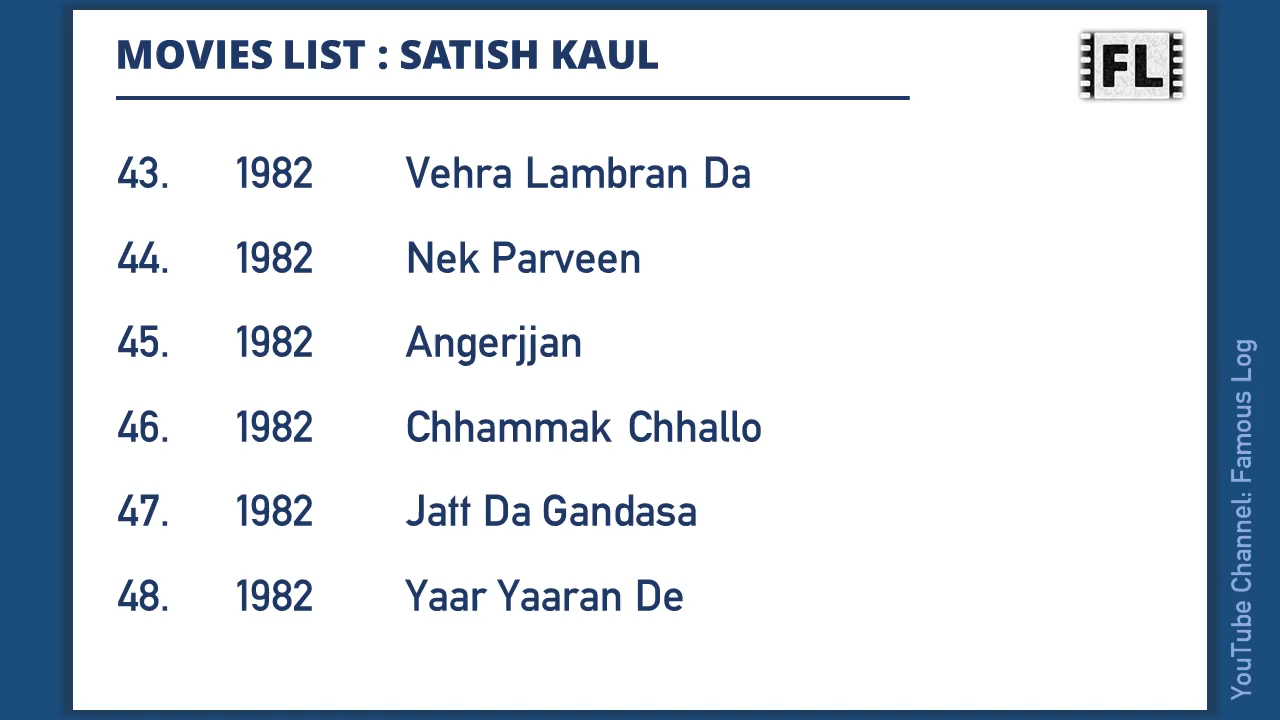 MOVIES LIST : SATISH KAUL
FL
43. 1982 Vehra Lambran Da
44. 1982 Nek Parveen
45. 1982 Angerjjan
46. 1982 Chhammak Chhallo
47. 1982 Jatt Da Gandasa
48. 1982 Yaar Yaaran De
YouTube Channel: Famous Log